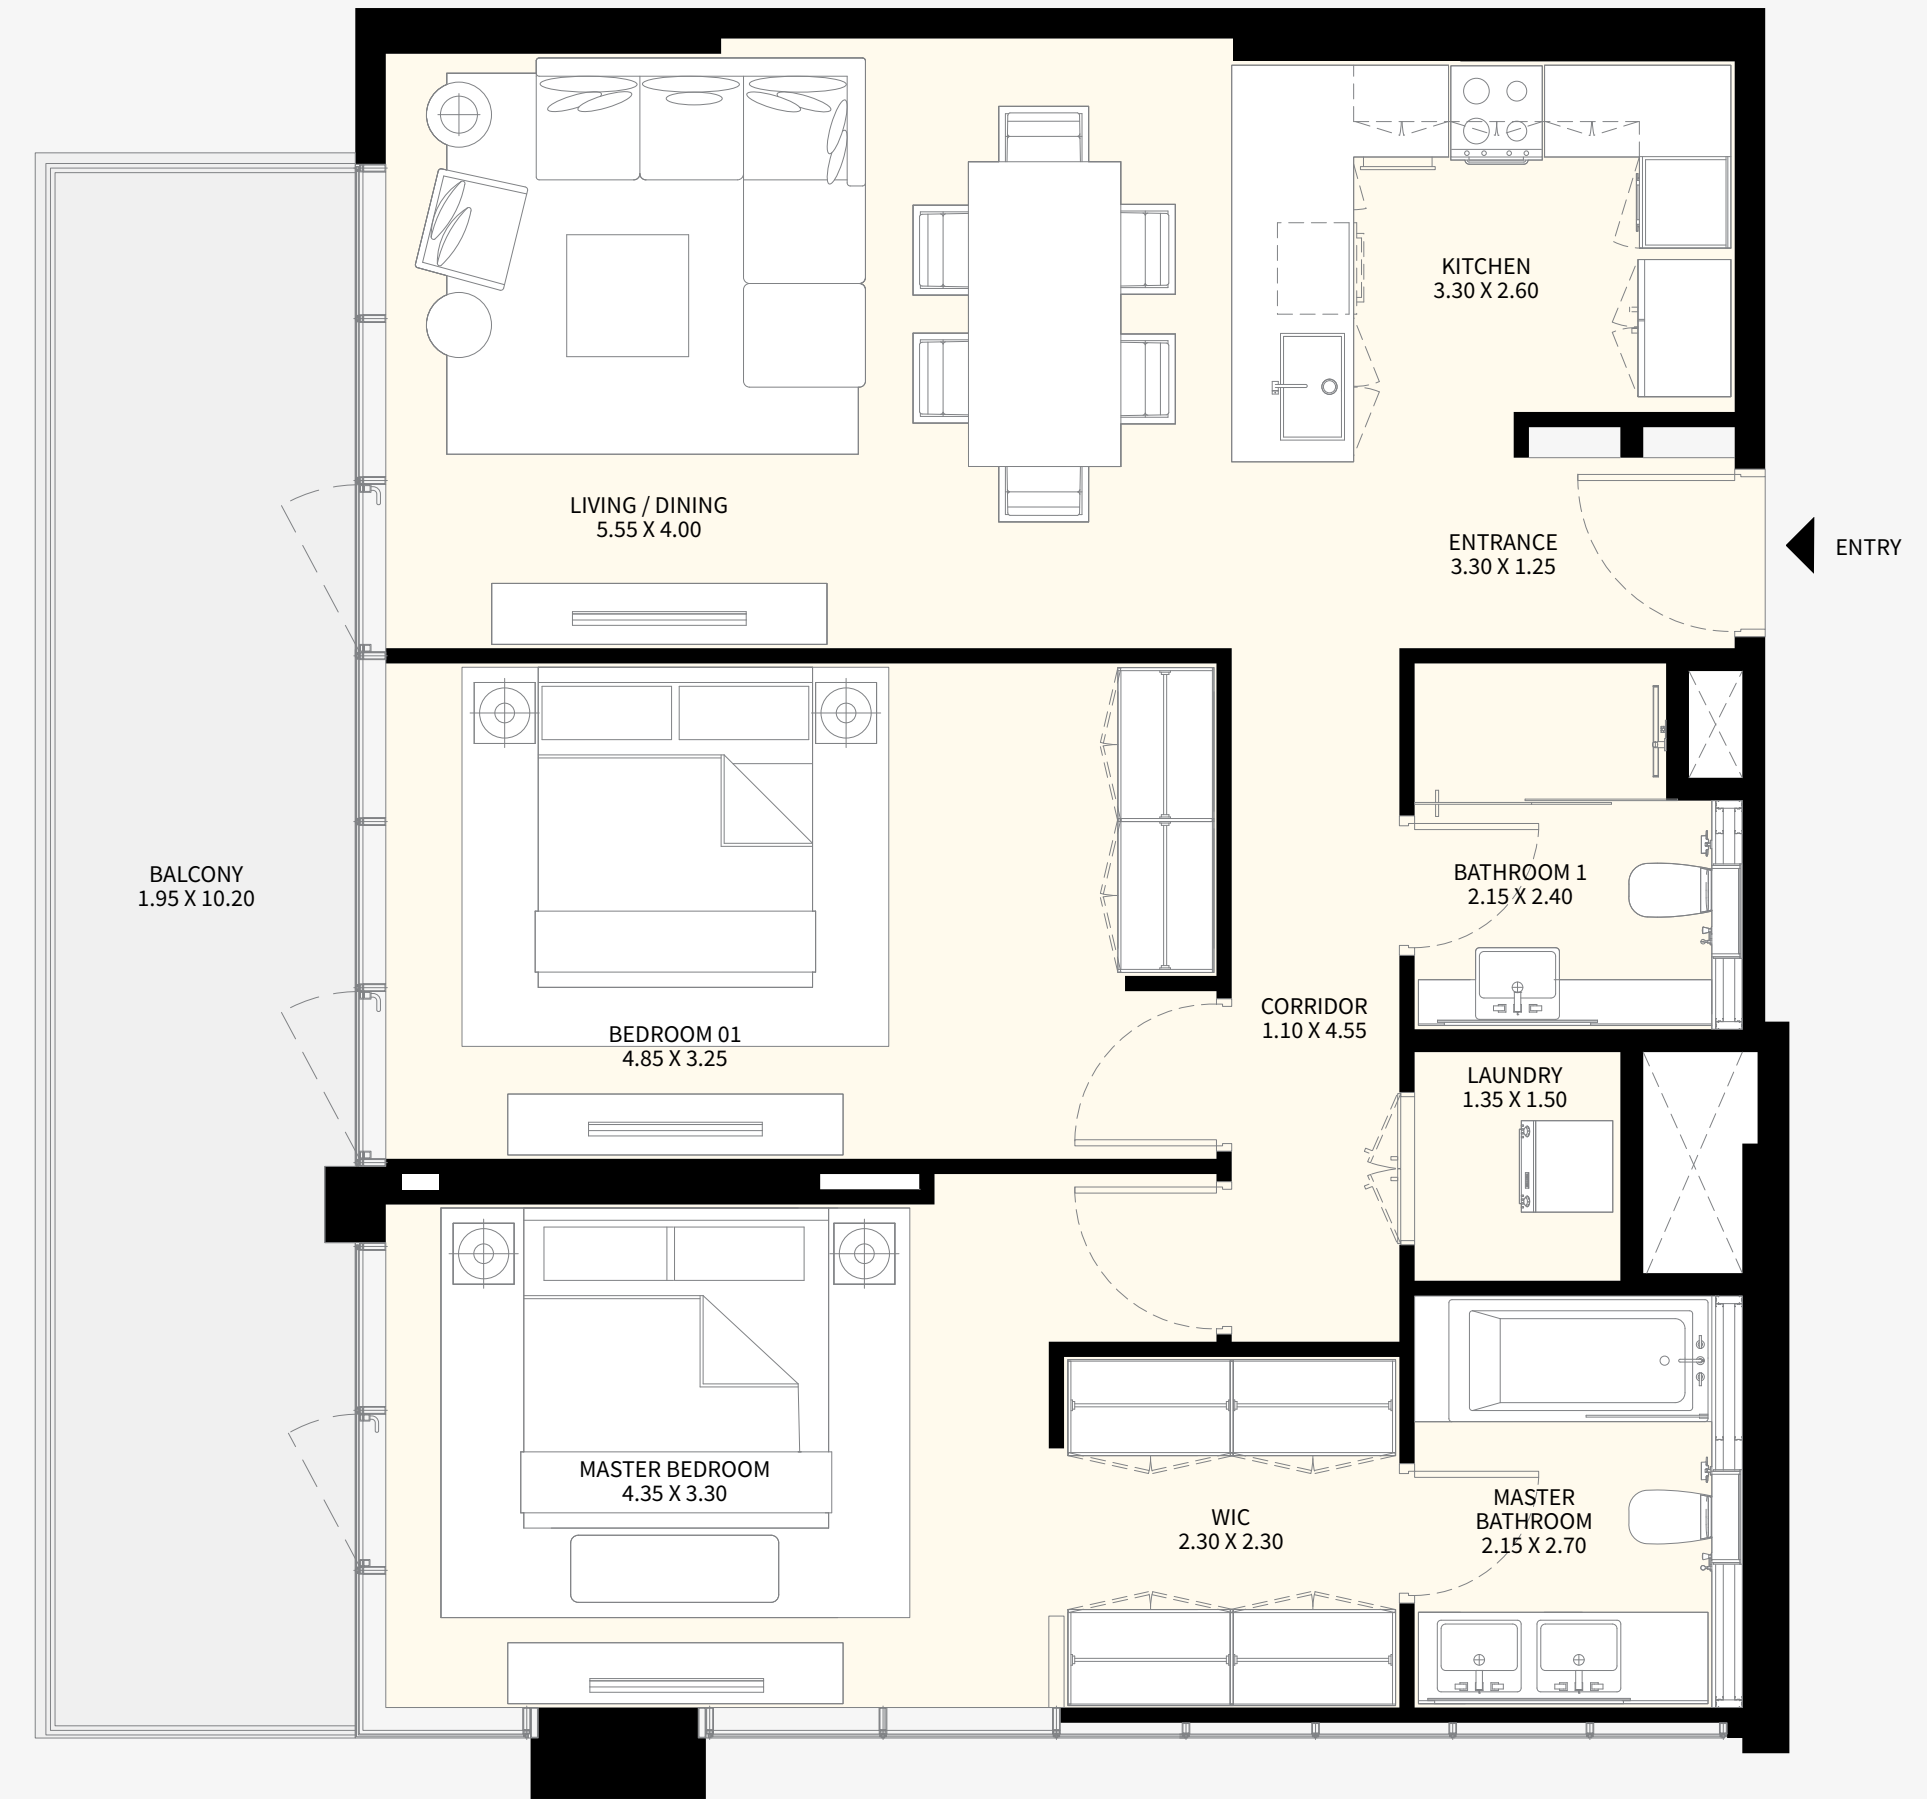 KITCHEN
3.30 X 2.60
LIVING / DINING
5.55 X 4.00
ENTRANCE
3.30 X 1.25
ENTRY
BALCONY
1.95 X 10.20
BATHROOM 1
2.15 X 2.40
CORRIDOR
1.10 X 4.55
BEDROOM 01
4.85 X 3.25
LAUNDRY
1.35 X 1.50
MASTER BEDROOM
4.35 X 3.30
WIC
2.30 X 2.30
MASTER
BATHROOM
2.15 X 2.70